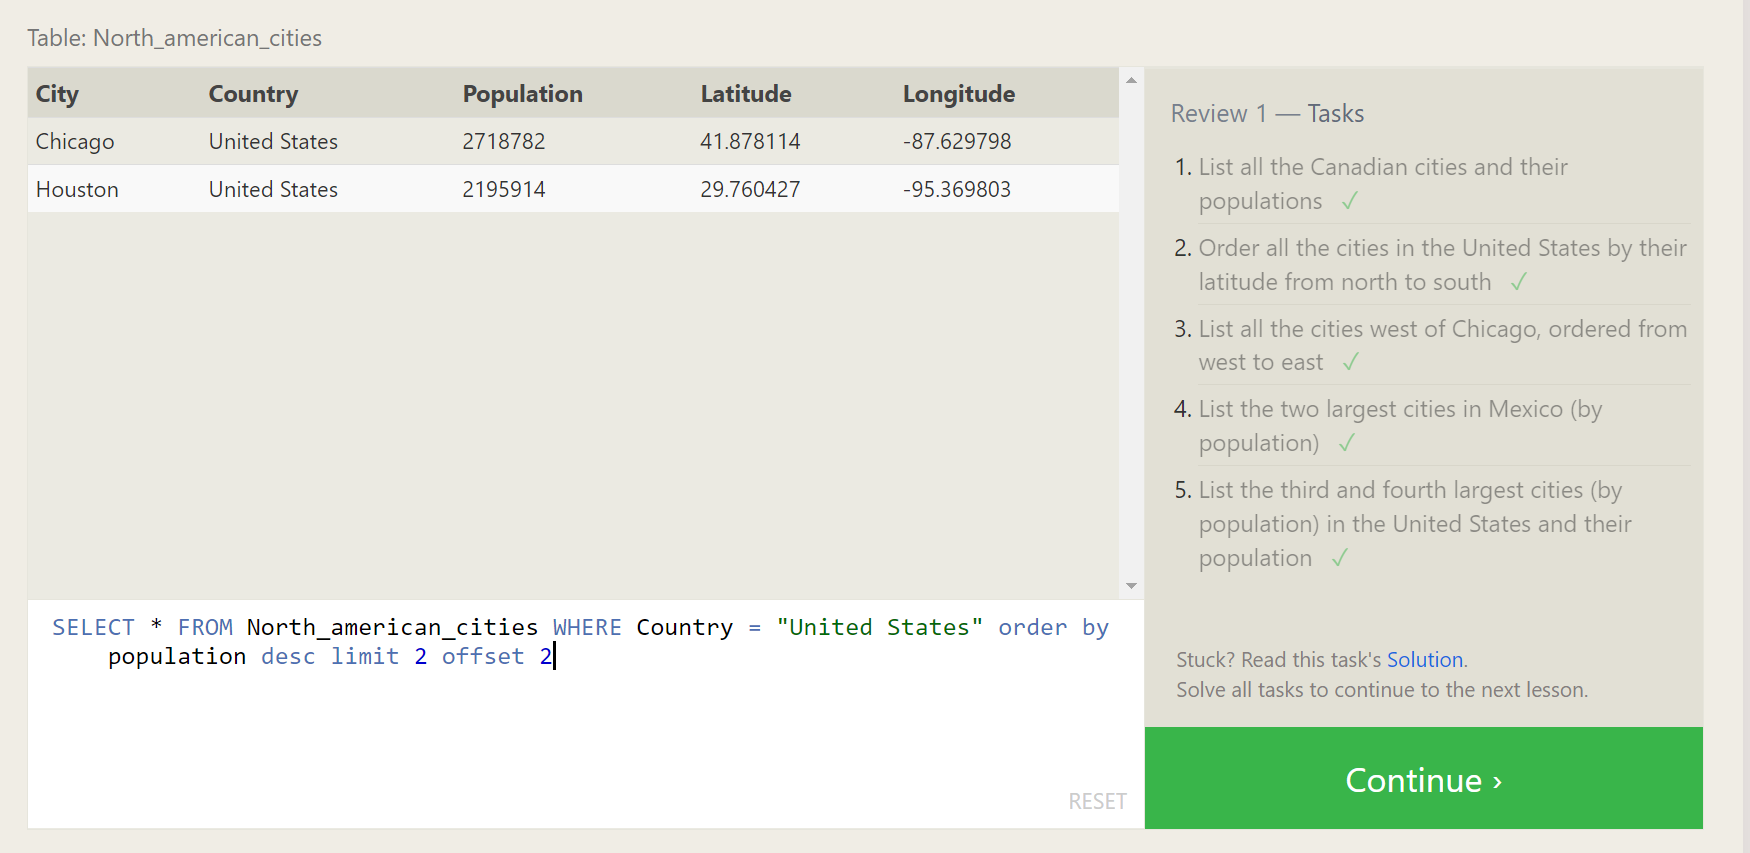 Table: North_american_cities
City Country Population Latitude Longitude
Chicago United States 2718782 41.878114 -87.629798
Houston United States 2195914 29.760427 -95.369803
SELECT * FROM North_american_cities WHERE Country = "United States" order by
population desc limit 2 offset 2
RESET
Review 1 — Tasks
1. List all the Canadian cities and their
populations ✓
2. Order all the cities in the United States by their
latitude from north to south ✓
3. List all the cities west of Chicago, ordered from
west to east ✓
4. List the two largest cities in Mexico (by
population) ✓
5. List the third and fourth largest cities (by
population) in the United States and their
population ✓
Stuck? Read this task's Solution.
Solve all tasks to continue to the next lesson.
Continue ›